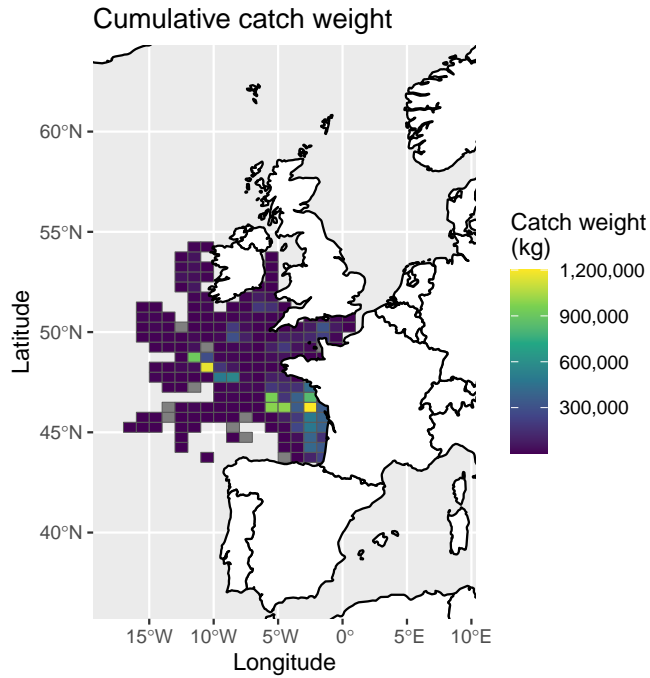 Cumulative catch weight
60°N
55°N
50°N
45°N
40°N
Latitude
15°W
10°W
5°W
0°
5°E
10°E
Longitude
Catch weight
(kg)
1,200,000
900,000
600,000
300,000